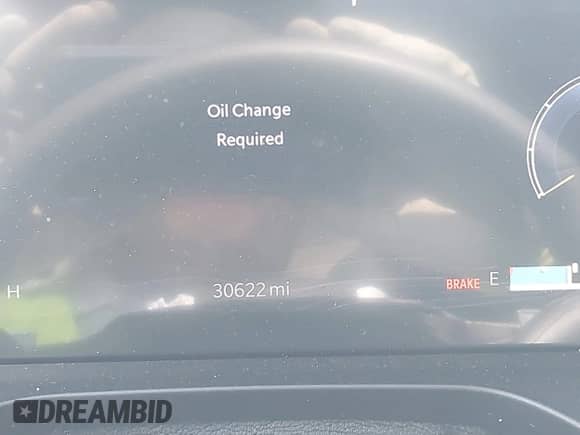 Oil Change
Required
H
30622 mi
BRAKE E
DREAMBID